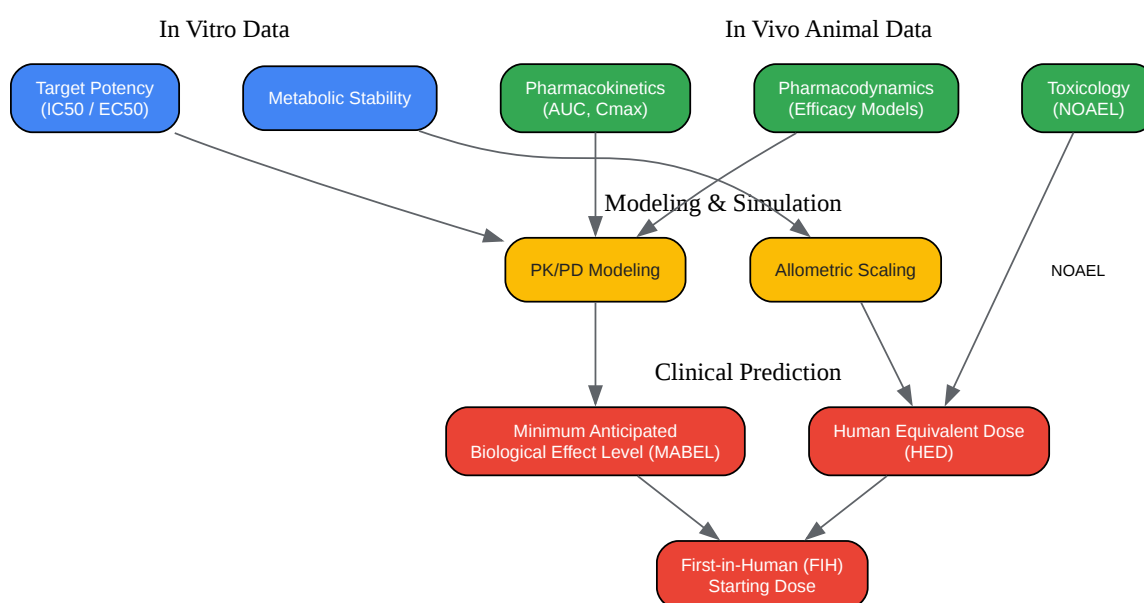 In Vitro Data
In Vivo Animal Data
Target Potency
(IC50 / EC50)
Metabolic Stability
Pharmacokinetics
(AUC, Cmax)
Pharmacodynamics
(Efficacy Models)
Toxicology
(NOAEL)
Modeling & Simulation
PK/PD Modeling
Allometric Scaling
NOAEL
Clinical Prediction
Minimum Anticipated
Biological Effect Level (MABEL)
Human Equivalent Dose
(HED)
First-in-Human (FIH)
Starting Dose